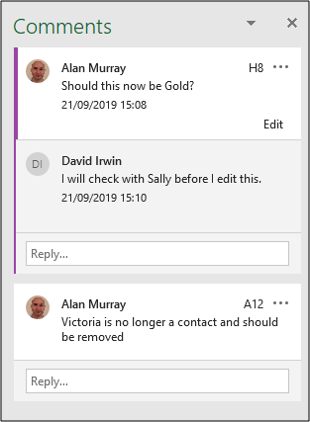 Comments
Alan Murray H8 ...
Should this now be Gold?
21/09/2019 15:08
Edit
DI David Irwin
I will check with Sally before I edit this.
21/09/2019 15:10
Reply...
Alan Murray A12 ...
Victoria is no longer a contact and should
be removed
Reply...